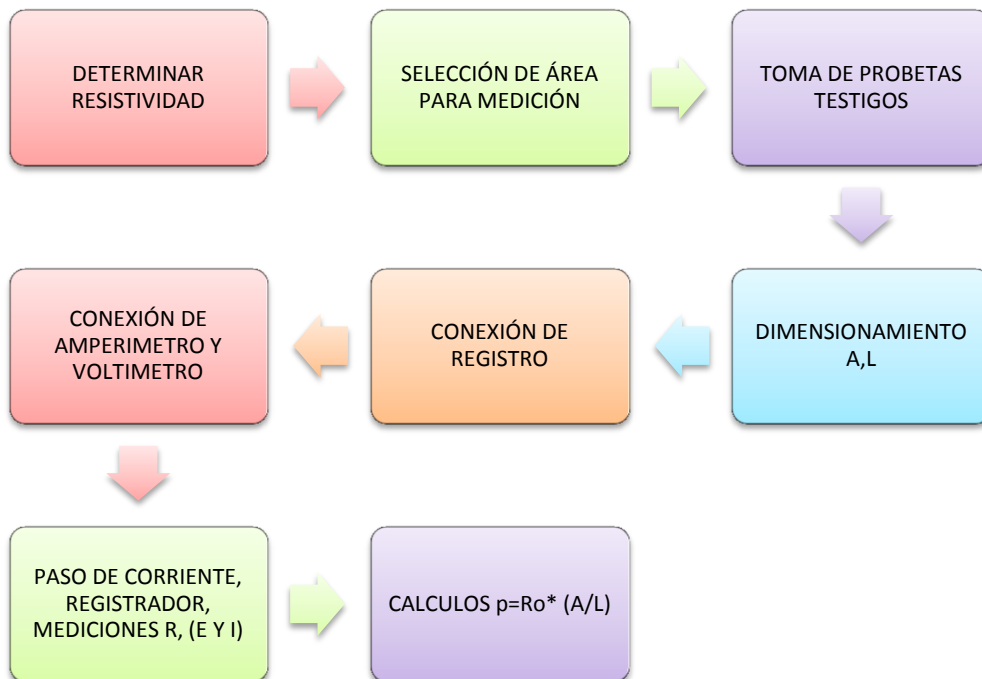 DETERMINAR
RESISTIVIDAD
SELECCIÓN DE ÁREA
PARA MEDICIÓN
TOMA DE PROBETAS
TESTIGOS
DIMENSIONAMIENTO
A,L
CONEXIÓN DE
REGISTRO
CONEXIÓN DE
AMPERIMETRO Y
VOLTIMETRO
PASO DE CORRIENTE,
REGISTRADOR,
MEDICIONES R, (E Y I)
CALCULOS p=Ro* (A/L)